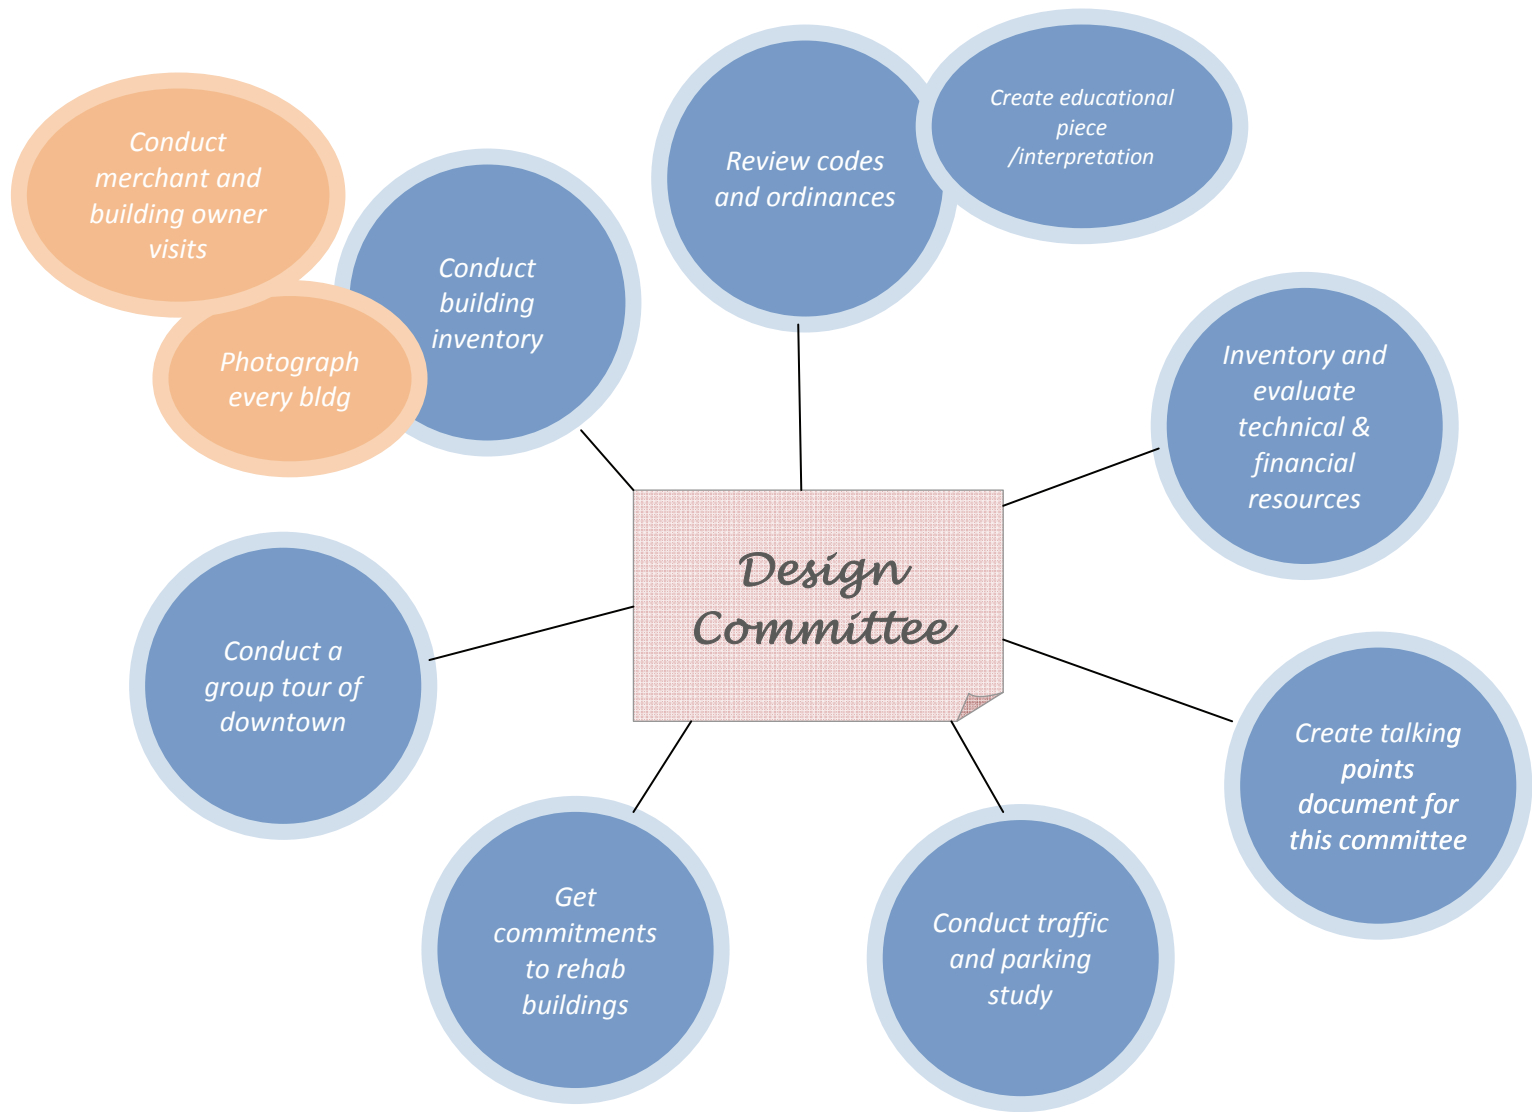 Conduct
merchant and
building owner
visits
Photograph
every bldg
Conduct
building
inventory
Review codes
and ordinances
Create educational
piece
/interpretation
Inventory and
evaluate
technical &
financial
resources
Design
Committee
Conduct a
group tour of
downtown
Create talking
points
document for
this committee
Get
commitments
to rehab
buildings
Conduct traffic
and parking
study